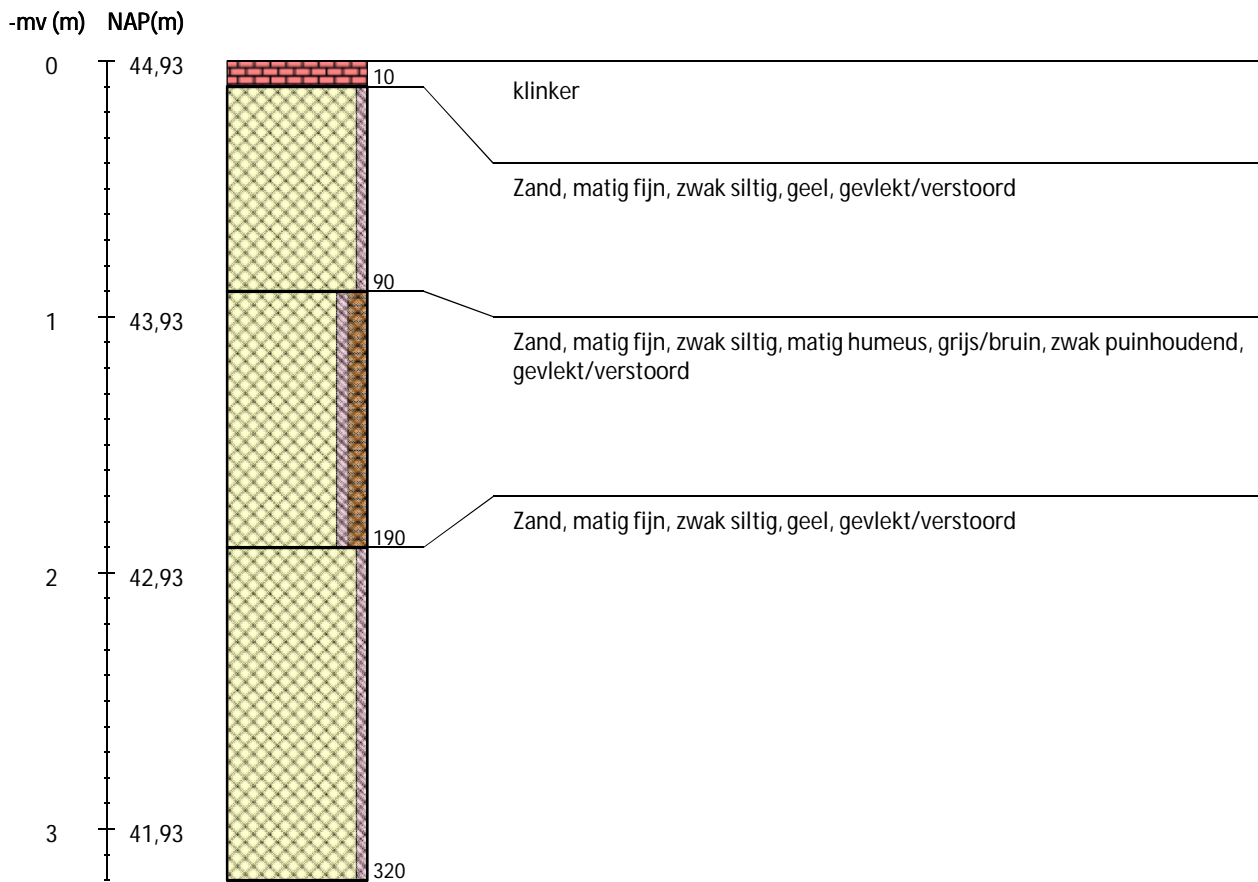 -mv (m) NAP(m)
0 44,93
10
klinker
Zand, matig fijn, zwak siltig, geel, gevlekt/verstoord
90
1 43,93
Zand, matig fijn, zwak siltig, matig humeus, grijs/bruin, zwak puinhoudend,
gevlekt/verstoord
Zand, matig fijn, zwak siltig, geel, gevlekt/verstoord
190
2 42,93
3 41,93
320